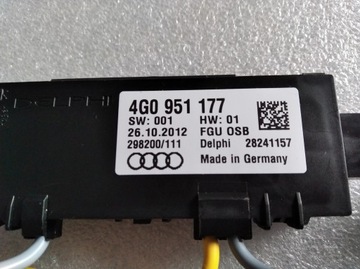 DELPHI
4G0 951 177
SW: 001 HW: 01
26.10.2012 FGU OSB
298200/111 Delphi 28241157
Made in Germany